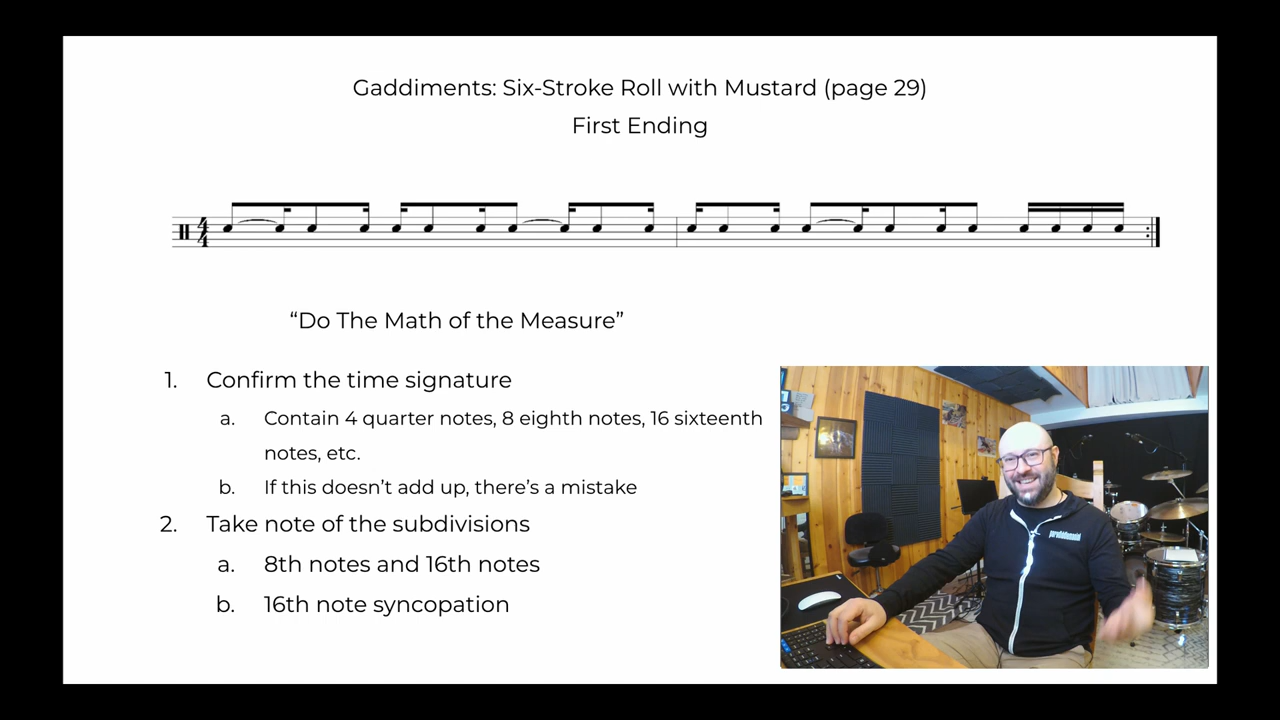 Gaddiments: Six-Stroke Roll with Mustard (page 29)
First Ending
4
4
“Do The Math of the Measure”
1. Confirm the time signature
a. Contain 4 quarter notes, 8 eighth notes, 16 sixteenth
notes, etc.
b. If this doesn’t add up, there’s a mistake
2. Take note of the subdivisions
a. 8th notes and 16th notes
b. 16th note syncopation